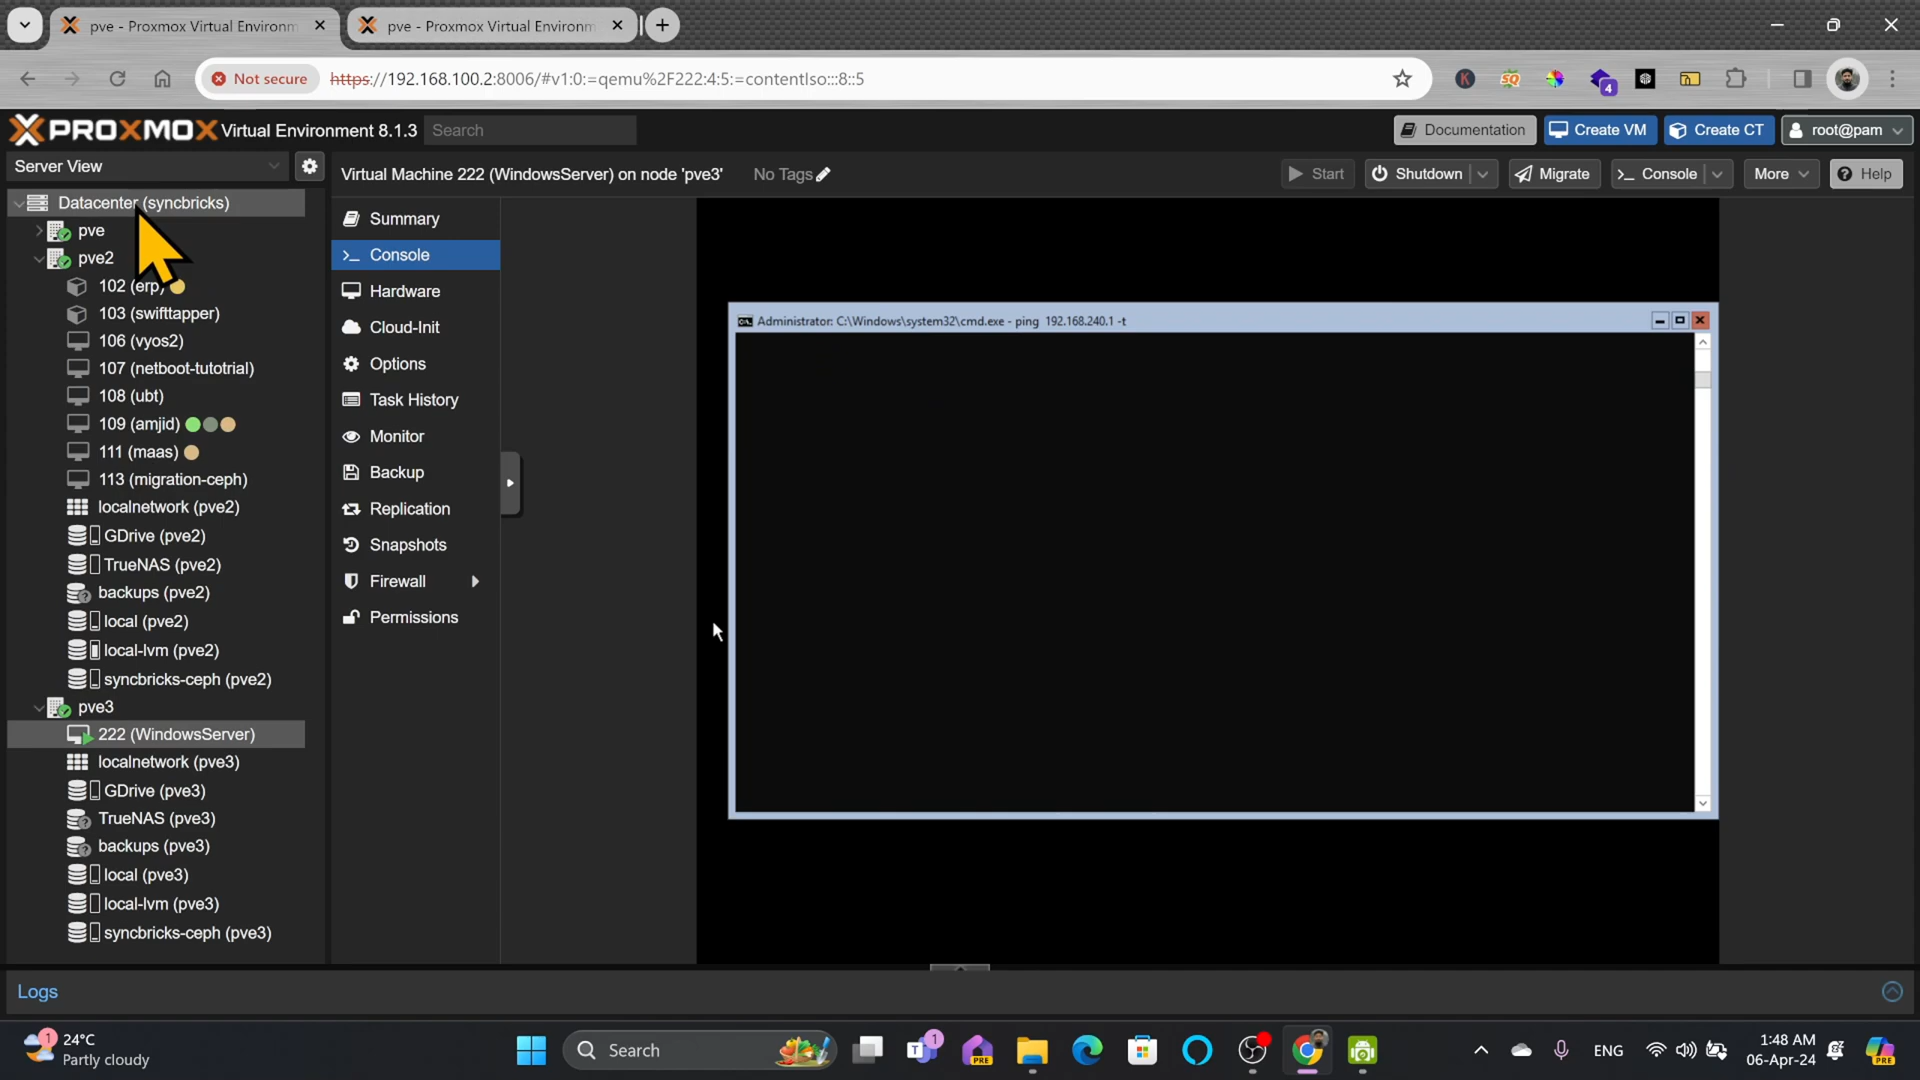 pve - Proxmox Virtual Environm
pve - Proxmox Virtual Environm
Not secure
https://192.168.100.2:8006/#v1:0:=qemu%2F222:4:5:=contentIso:::8::5
4
PROXMOX Virtual Environment 8.1.3
Search
Documentation
Create VM
Create CT
root@pam
Server View
Virtual Machine 222 (WindowsServer) on node 'pve3'
No Tags
Start
Shutdown
Migrate
Console
More
Help
Datacenter (syncbricks)
pve
pve2
102 (erp)
103 (swifttapper)
106 (vyos2)
107 (netboot-tutotrial)
108 (ubt)
109 (amjid)
111 (maas)
113 (migration-ceph)
localnetwork (pve2)
GDrive (pve2)
TrueNAS (pve2)
backups (pve2)
local (pve2)
local-lvm (pve2)
syncbricks-ceph (pve2)
pve3
222 (WindowsServer)
localnetwork (pve3)
GDrive (pve3)
TrueNAS (pve3)
backups (pve3)
local (pve3)
local-lvm (pve3)
syncbricks-ceph (pve3)
Summary
Console
Hardware
Cloud-Init
Options
Task History
Monitor
Backup
Replication
Snapshots
Firewall
Permissions
Administrator: C:\Windows\system32\cmd.exe - ping 192.168.240.1 -t
Logs
1
24°C
Partly cloudy
Search
1
PRE
ENG
1:48 AM
06-Apr-24
PRE